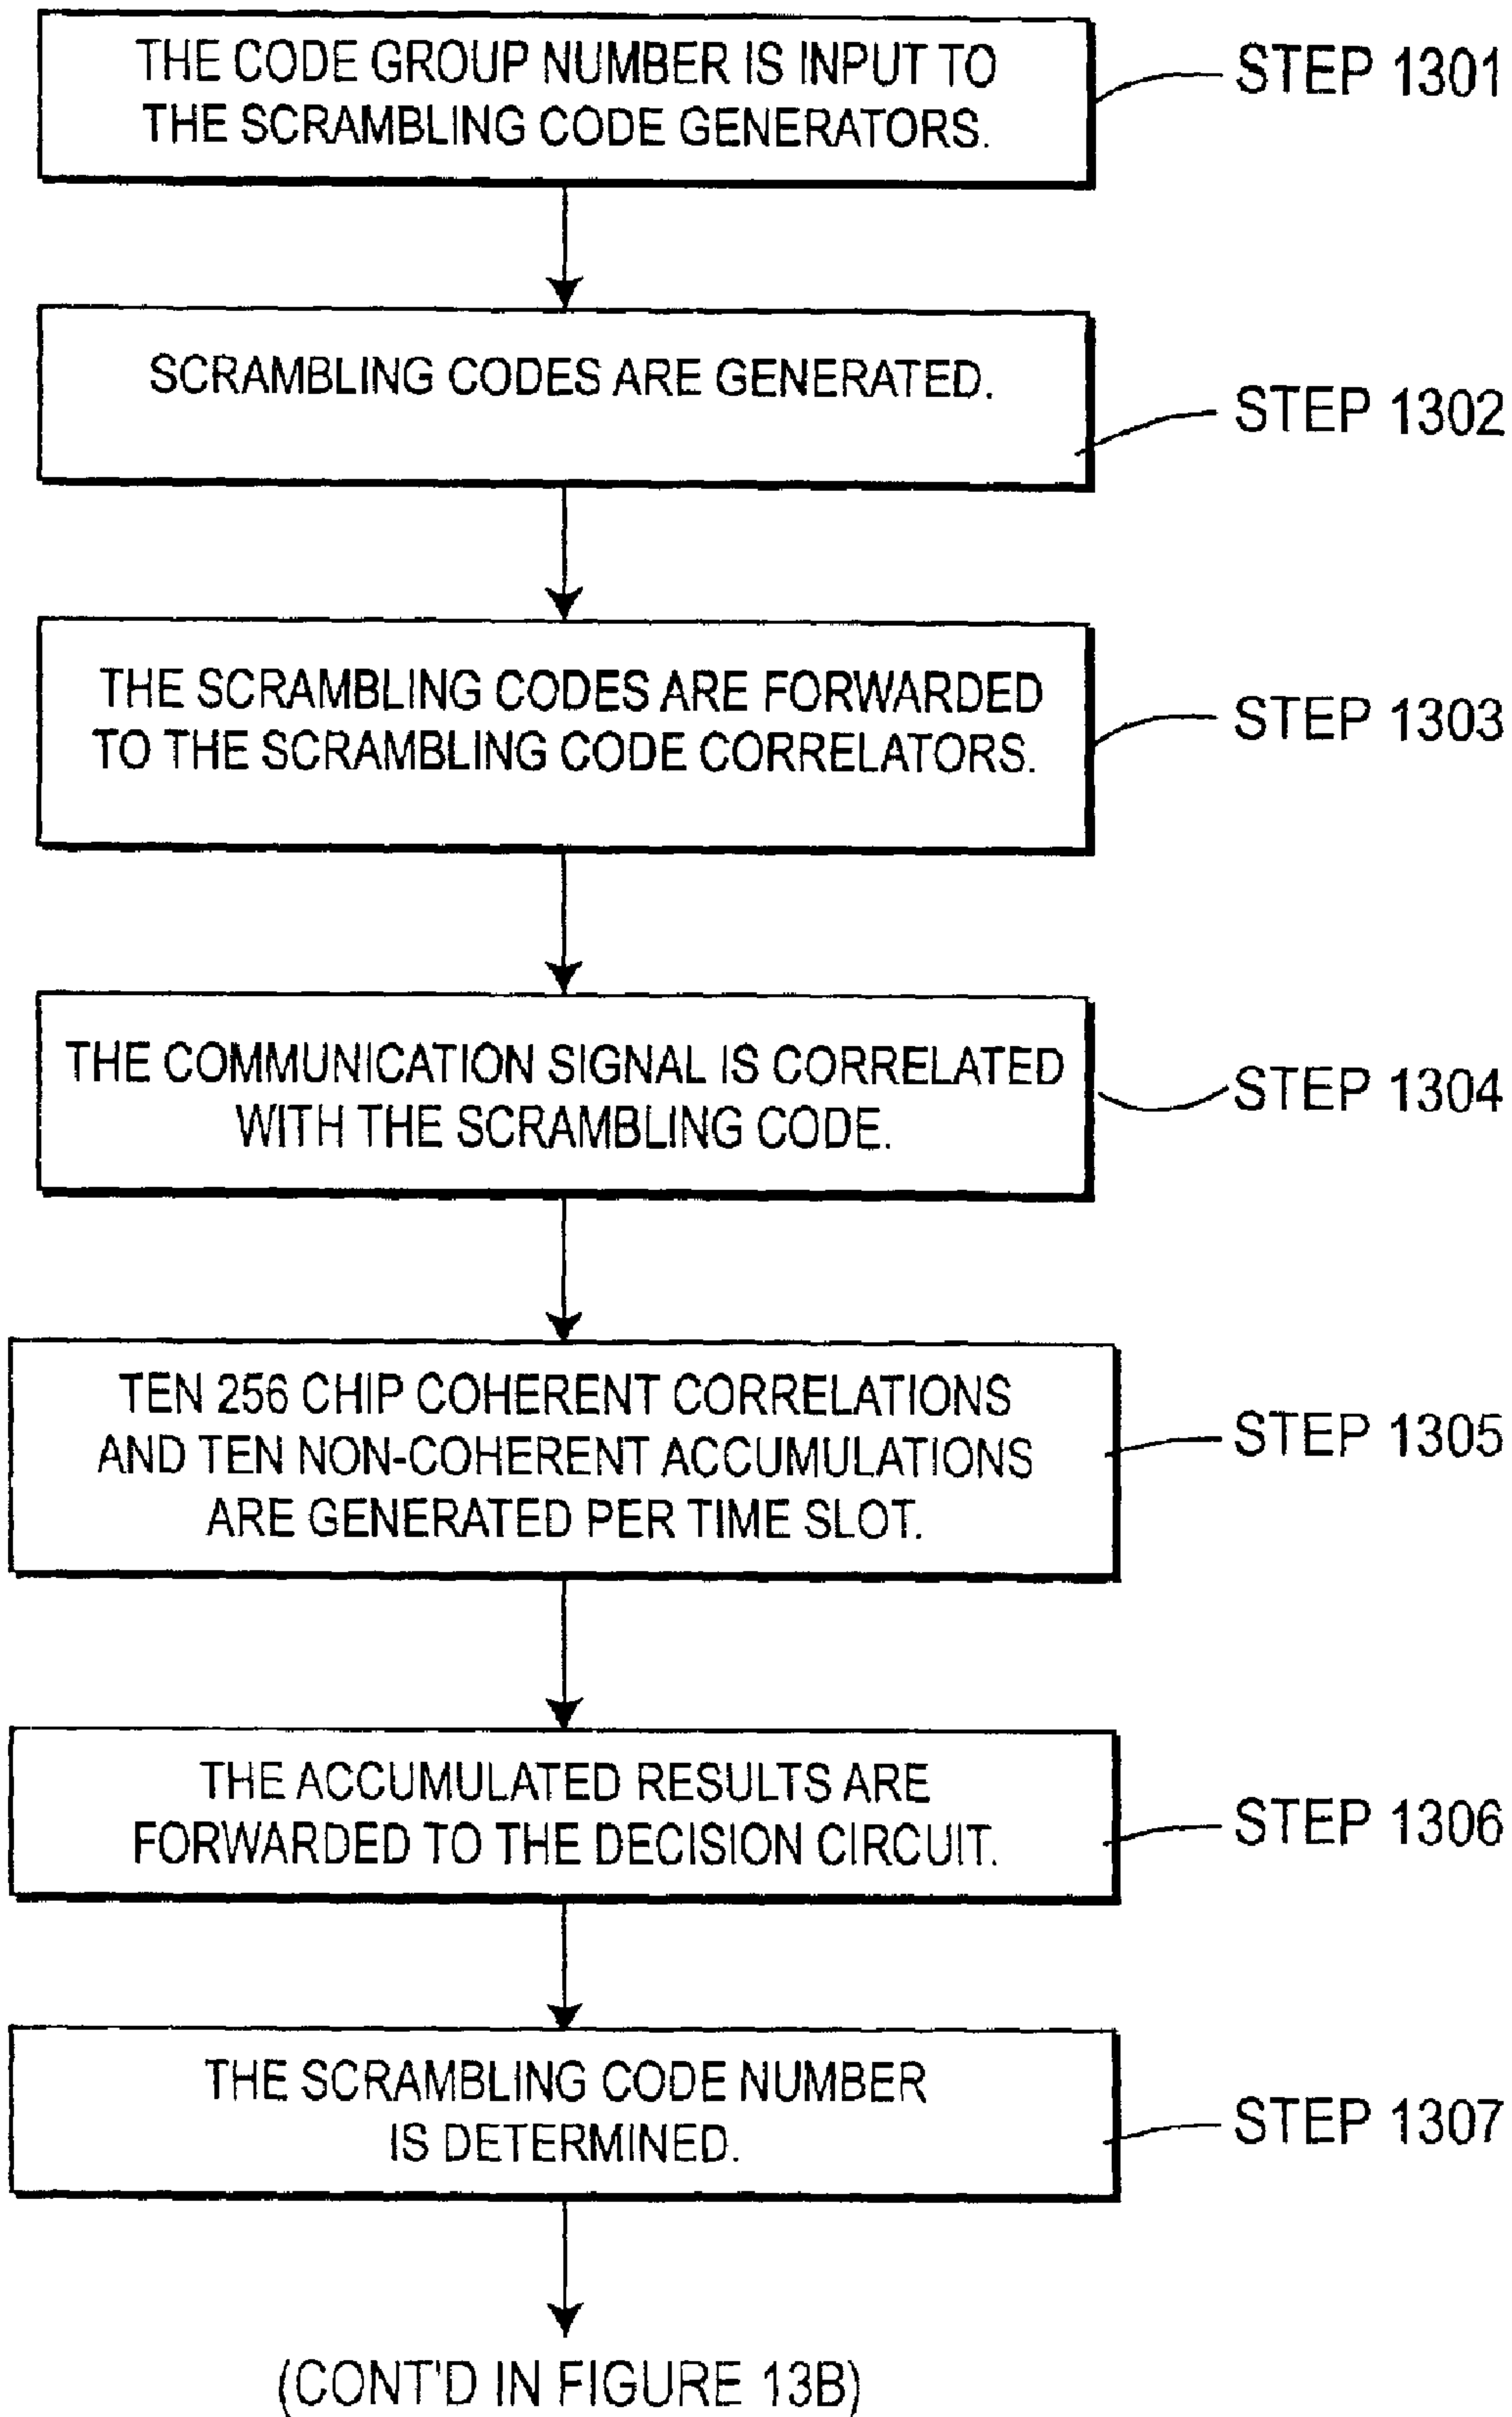 THE CODE GROUP NUMBER IS INPUT TO
THE SCRAMBLING CODE GENERATORS.
STEP 1301
SCRAMBLING CODES ARE GENERATED.
STEP 1302
THE SCRAMBLING CODES ARE FORWARDED
TO THE SCRAMBLING CODE CORRELATORS.
STEP 1303
THE COMMUNICATION SIGNAL IS CORRELATED
WITH THE SCRAMBLING CODE.
STEP 1304
TEN 256 CHIP COHERENT CORRELATIONS
AND TEN NON-COHERENT ACCUMULATIONS
ARE GENERATED PER TIME SLOT.
STEP 1305
THE ACCUMULATED RESULTS ARE
FORWARDED TO THE DECISION CIRCUIT.
STEP 1306
THE SCRAMBLING CODE NUMBER
IS DETERMINED.
STEP 1307
(CONT'D IN FIGURE 13B)